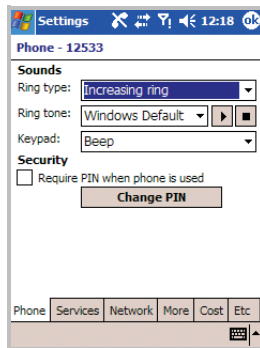 Settings 12:18 ok
Phone - 12533
Sounds
Ring type: Increasing ring
Ring tone: Windows Default
Keypad: Beep
Security
Require PIN when phone is used
Change PIN
Phone Services Network More Cost Etc